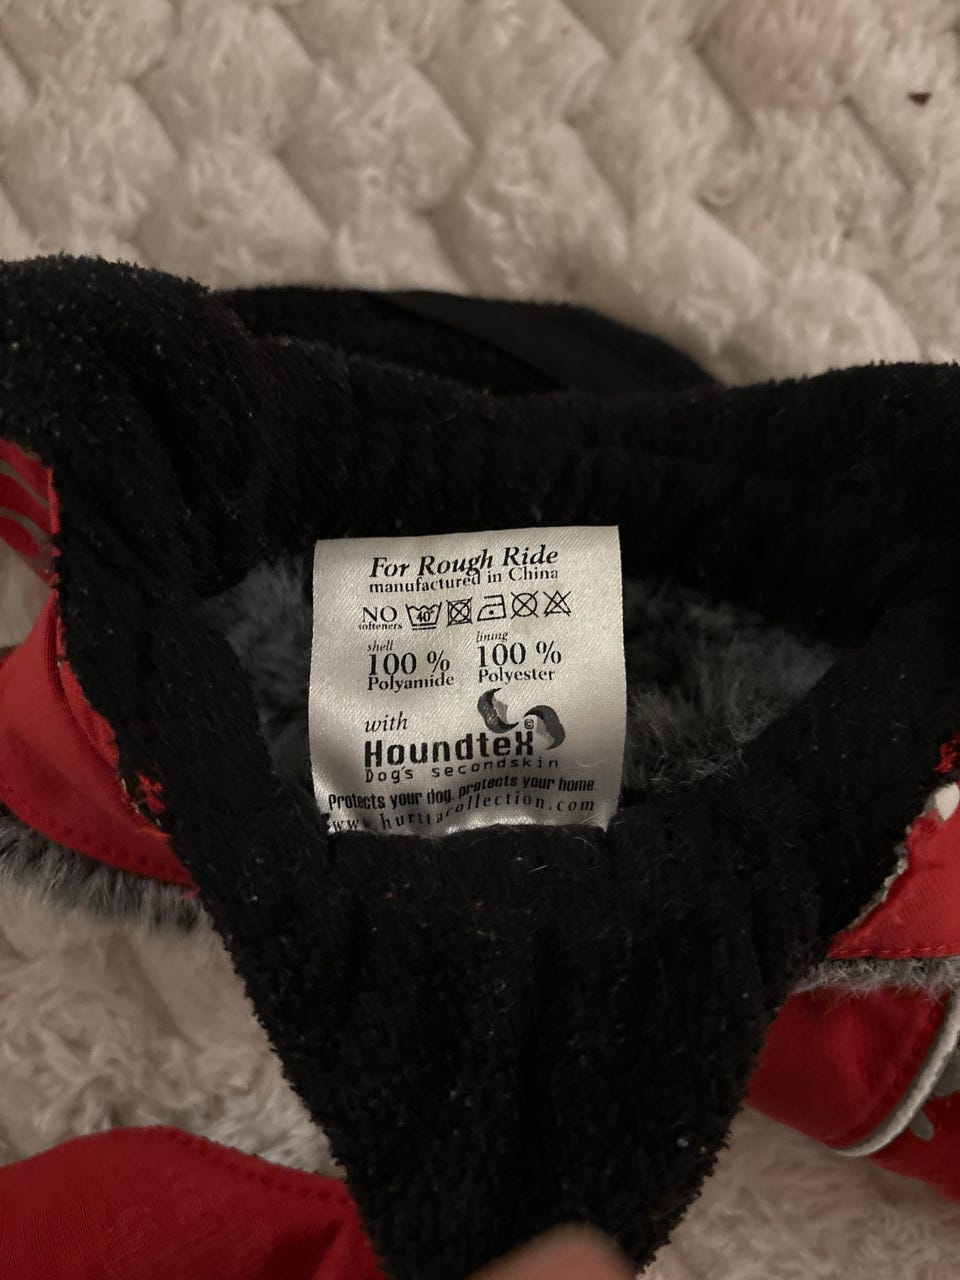 For Rough Ride
manufactured in China
NO 40°
softeners
shell lining
100 % 100 %
Polyamide Polyester
with
©
Houndtex
Dog's secondskin
Protects your dog, protects your home
www.hurttacollection.com